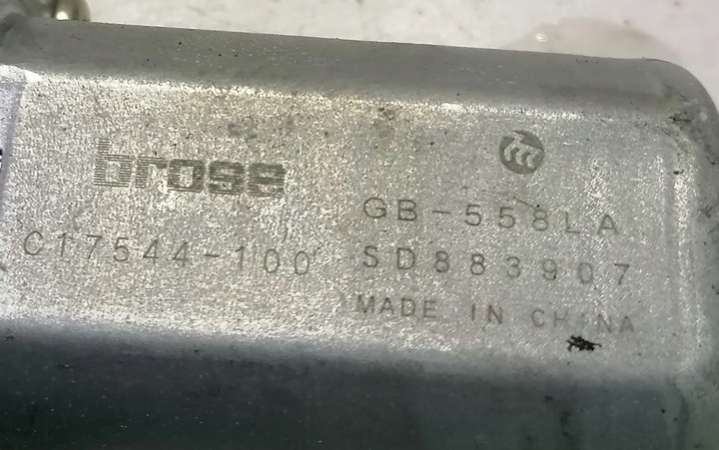 brose
C17544-100
GB-558LA
SD883907
MADE IN CHINA